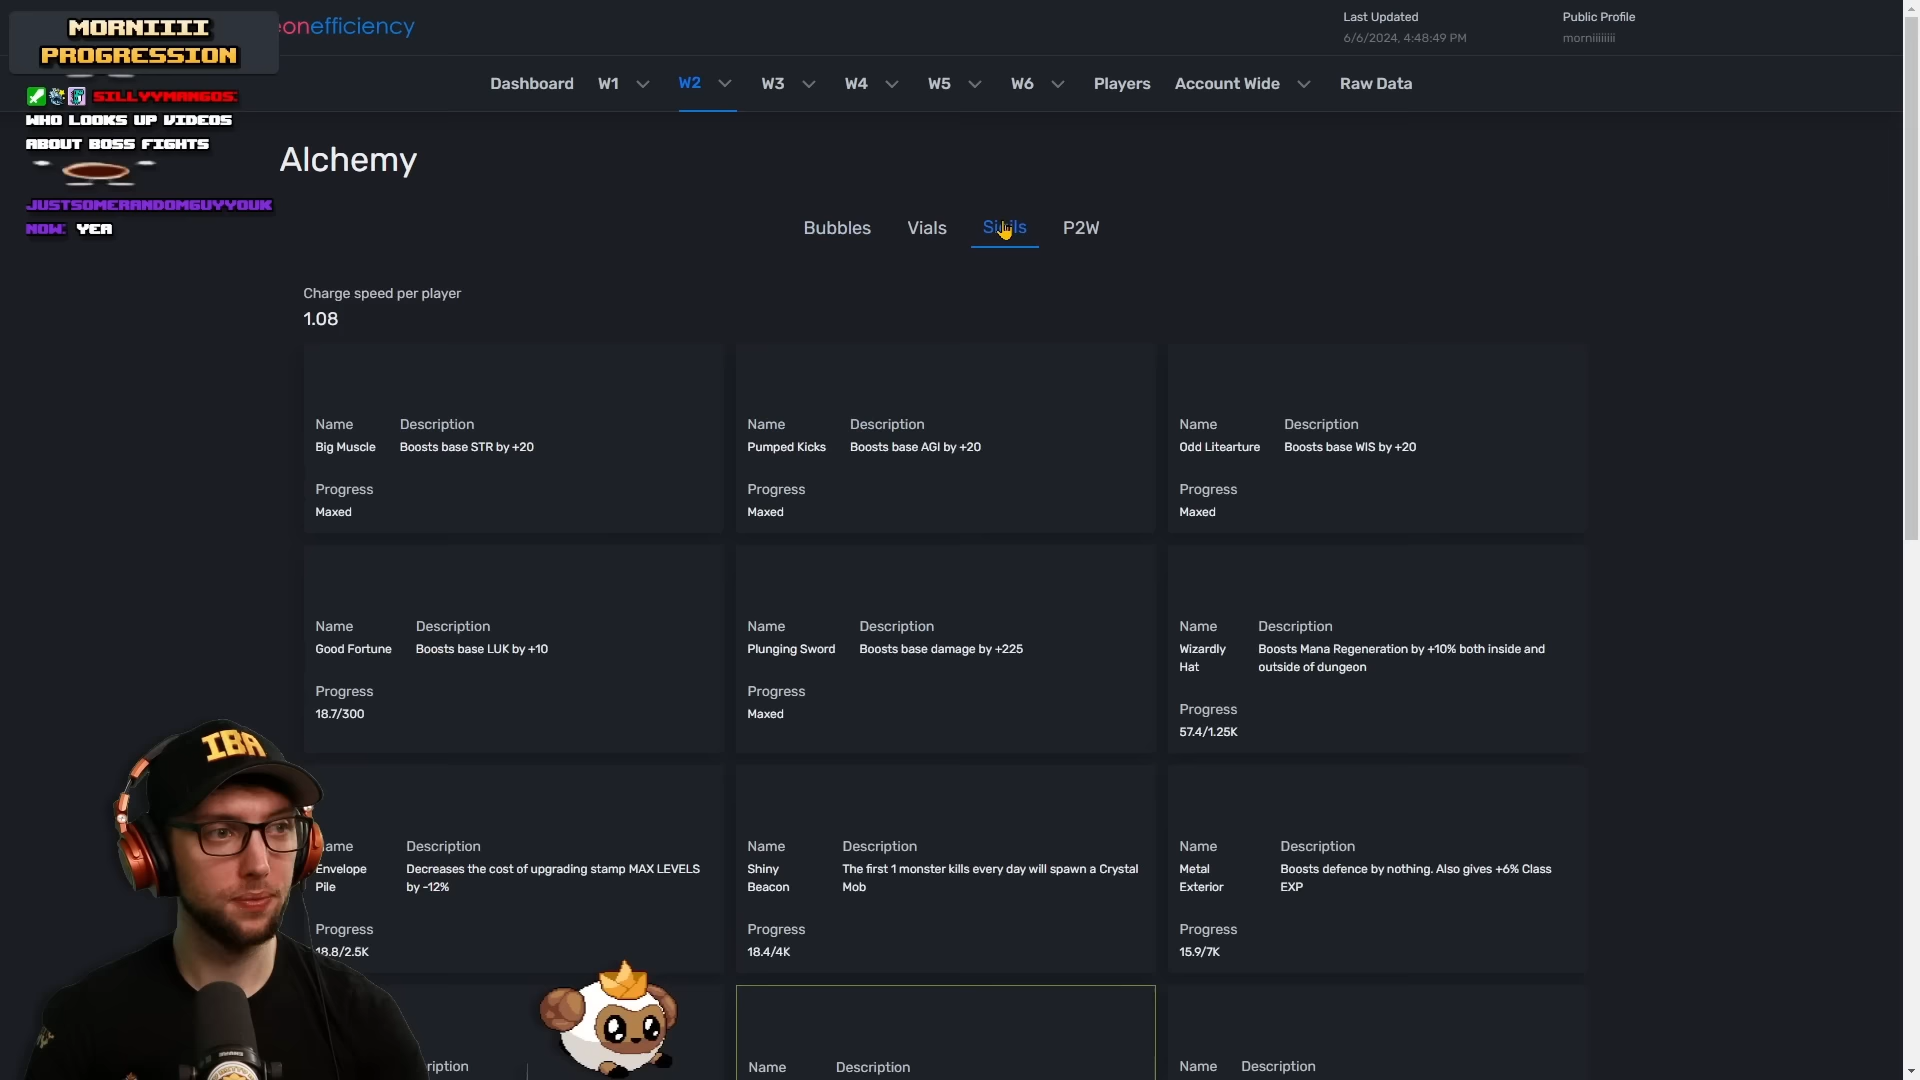 MORNIIII
PROGRESSION
onefficiency
Last Updated
6/6/2024, 4:48:49 PM
Public Profile
morniiiiiiii
Dashboard W1 W2 W3 W4 W5 W6 Players Account Wide Raw Data
SILLYYMANGOS:
WHO LOOKS UP VIDEOS
ABOUT BOSS FIGHTS
JUSTSOMERANDOMGUYYOUK
NOW: YEA
Alchemy
Bubbles Vials P2W
Charge speed per player
1.08
Name Description
Big Muscle Boosts base STR by +20
Progress
Maxed
Name Description
Pumped Kicks Boosts base AGI by +20
Progress
Maxed
Name Description
Odd Litearture Boosts base WIS by +20
Progress
Maxed
Name Description
Good Fortune Boosts base LUK by +10
Progress
18.7/300
Name Description
Plunging Sword Boosts base damage by +225
Progress
Maxed
Name Description
Wizardly Boosts Mana Regeneration by +10% both inside and
Hat outside of dungeon
Progress
57.4/1.25K
ame Description
Envelope Decreases the cost of upgrading stamp MAX LEVELS
Pile by -12%
Progress
18.8/2.5K
Name Description
Shiny The first 1 monster kills every day will spawn a Crystal
Beacon Mob
Progress
18.4/4K
Name Description
Metal Boosts defence by nothing. Also gives +6% Class
Exterior EXP
Progress
15.9/7K
ription
Name Description
Name Description
IBA